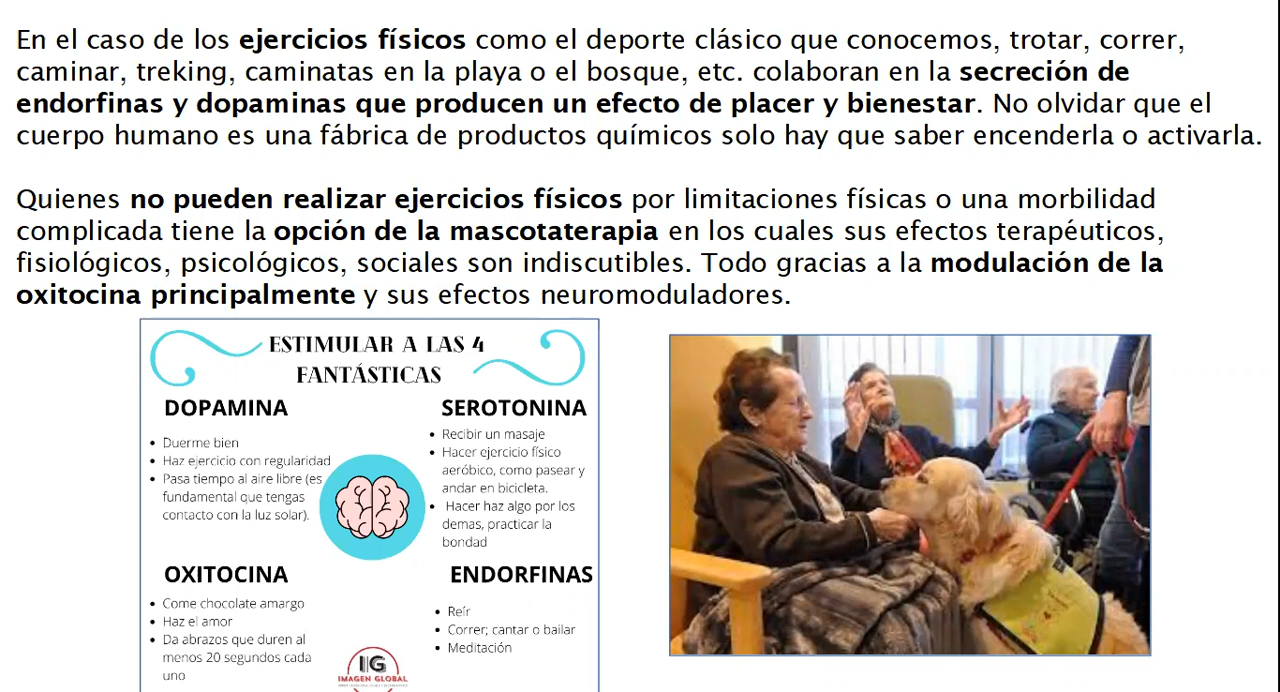 En el caso de los ejercicios físicos como el deporte clásico que conocemos, trotar, correr,
caminar, treking, caminatas en la playa o el bosque, etc. colaboran en la secreción de
endorfinas y dopaminas que producen un efecto de placer y bienestar. No olvidar que el
cuerpo humano es una fábrica de productos químicos solo hay que saber encenderla o activarla.
Quienes no pueden realizar ejercicios físicos por limitaciones físicas o una morbilidad
complicada tiene la opción de la mascotaterapia en los cuales sus efectos terapéuticos,
fisiológicos, psicológicos, sociales son indiscutibles. Todo gracias a la modulación de la
oxitocina principalmente y sus efectos neuromoduladores.
ESTIMULAR A LAS 4
FANTÁSTICAS
DOPAMINA
• Duerme bien
• Haz ejercicio con regularidad
• Pasa tiempo al aire libre (es
fundamental que tengas
contacto con la luz solar).
SEROTONINA
• Recibir un masaje
• Hacer ejercicio físico
aeróbico, como pasear y
andar en bicicleta.
• Hacer haz algo por los
demas, practicar la
bondad
OXITOCINA
• Come chocolate amargo
• Haz el amor
• Da abrazos que duren al
menos 20 segundos cada
uno
ENDORFINAS
• Reír
• Correr; cantar o bailar
• Meditación
IG
IMAGEN GLOBAL